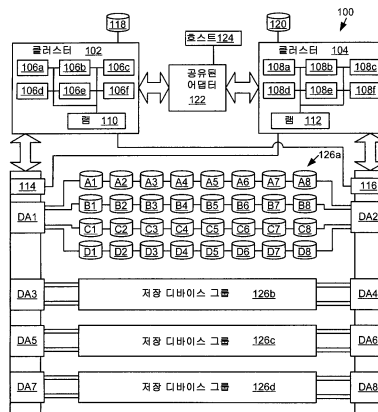 118
120
100
클러스터 102
호스트 124
클러스터 104
106a 106b 106c
108a 108b 108c
공유된
어댑터
122
106d 106e 106f
108d 108e 108f
램 110
램 112
126a
114
116
A1 A2 A3 A4 A5 A6 A7 A8
DA1
B1 B2 B3 B4 B5 B6 B7 B8
DA2
C1 C2 C3 C4 C5 C6 C7 C8
D1 D2 D3 D4 D5 D6 D7 D8
DA3
저장 디바이스 그룹 126b
DA4
DA5
저장 디바이스 그룹 126c
DA6
DA7
저장 디바이스 그룹 126d
DA8